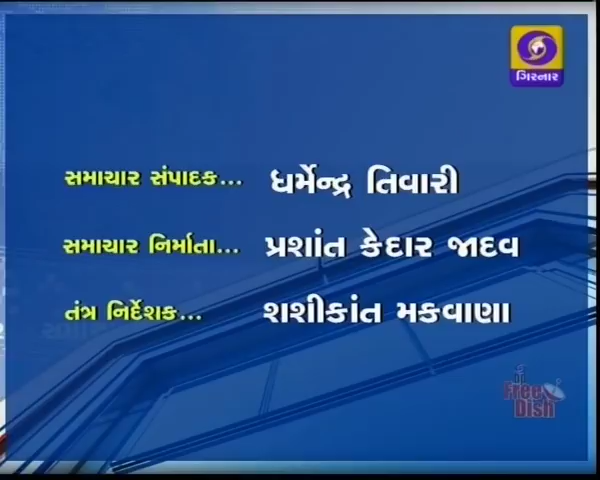 ગિરનાર
સમાચાર સંપાદક... ધર્મેન્દ્ર તિવારી
સમાચાર નિર્માતા... પ્રશાંત કેદાર જાદવ
તંત્ર નિર્દેશક... શશીકાંત મકવાણા
Free
Dish